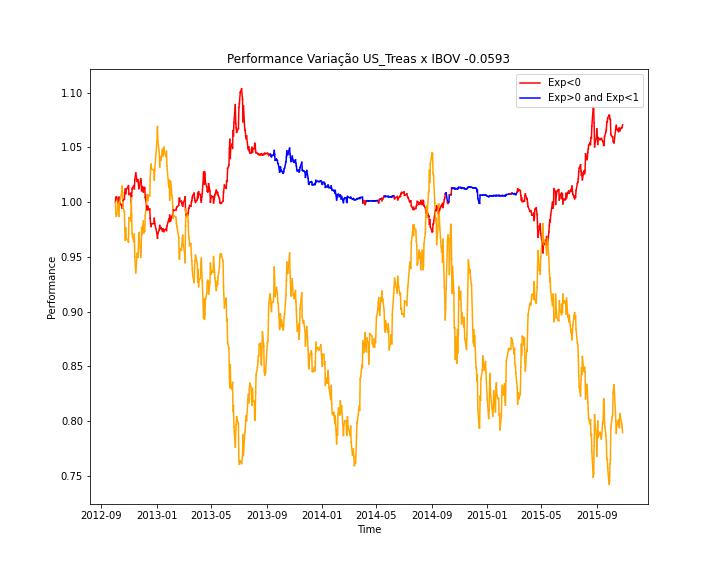 Performance Variação US_Treas x IBOV -0.0593
Exp<0
Exp>0 and Exp<1
1.10
1.05
1.00
0.95
0.90
0.85
0.80
0.75
Performance
2012-09 2013-01 2013-05 2013-09 2014-01 2014-05 2014-09 2015-01 2015-05 2015-09
Time